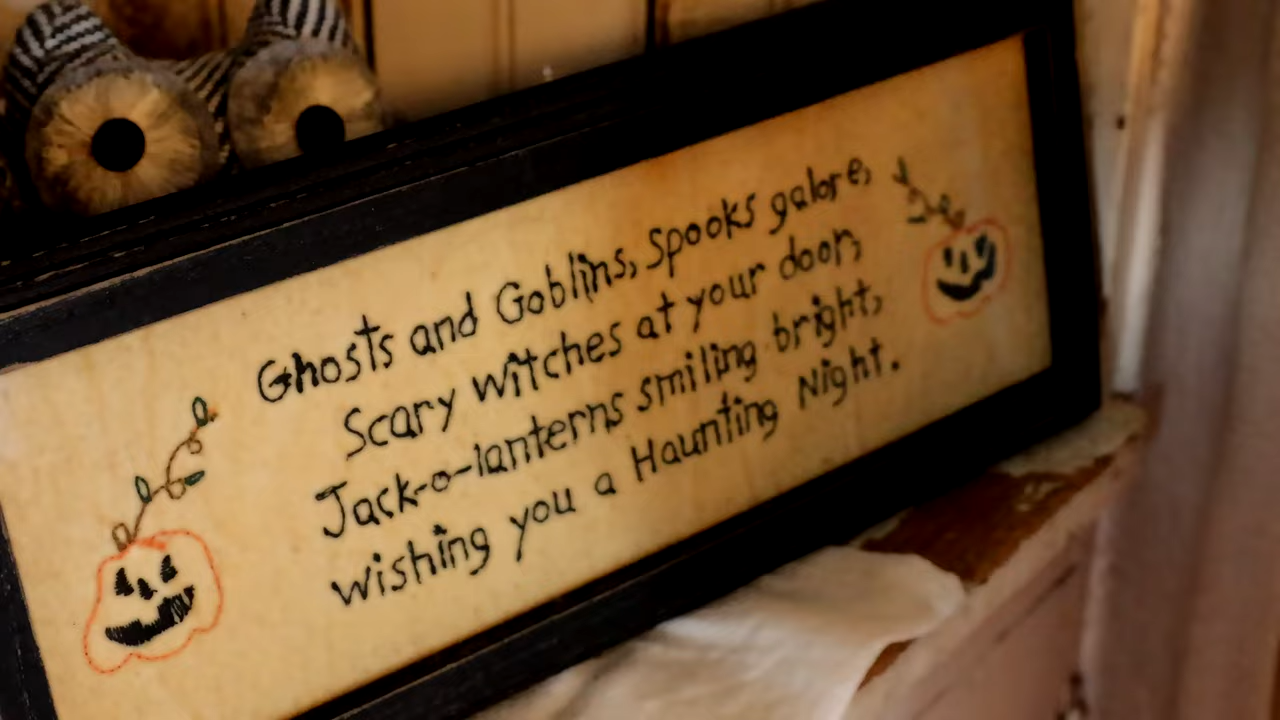 Ghosts and Goblins, Spooks galore,
Scary Witches at your door,
Jack-o-lanterns smiling bright,
Wishing you a Haunting Night.